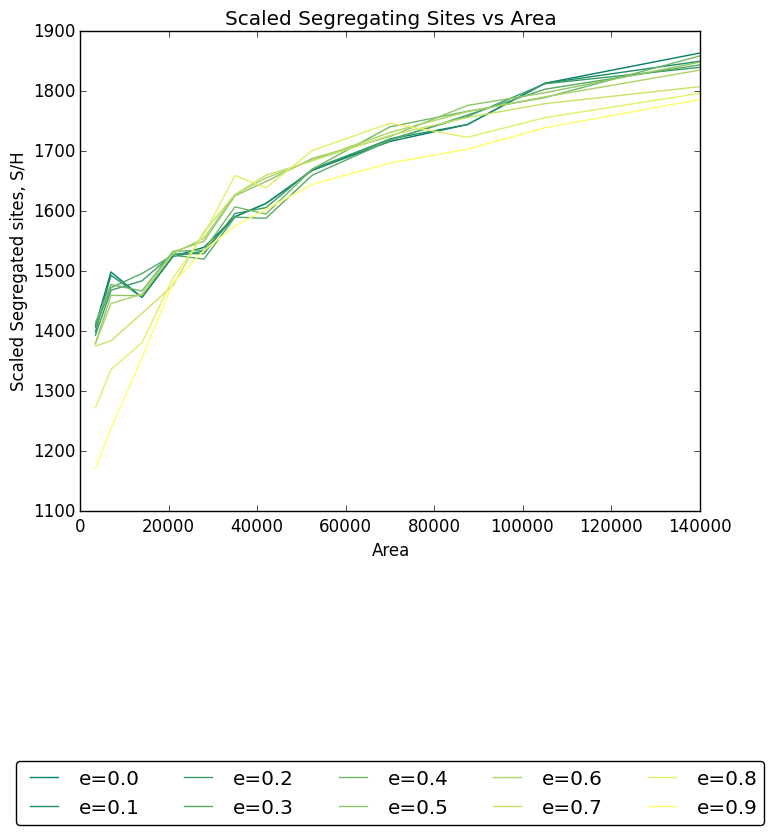 Scaled Segregating Sites vs Area
1900
1800
1700
1600
1500
1400
1300
1200
1100
Scaled Segregated sites, S/H
0 20000 40000 60000 80000 100000 120000 140000
Area
e=0.0 e=0.2 e=0.4 e=0.6 e=0.8
e=0.1 e=0.3 e=0.5 e=0.7 e=0.9